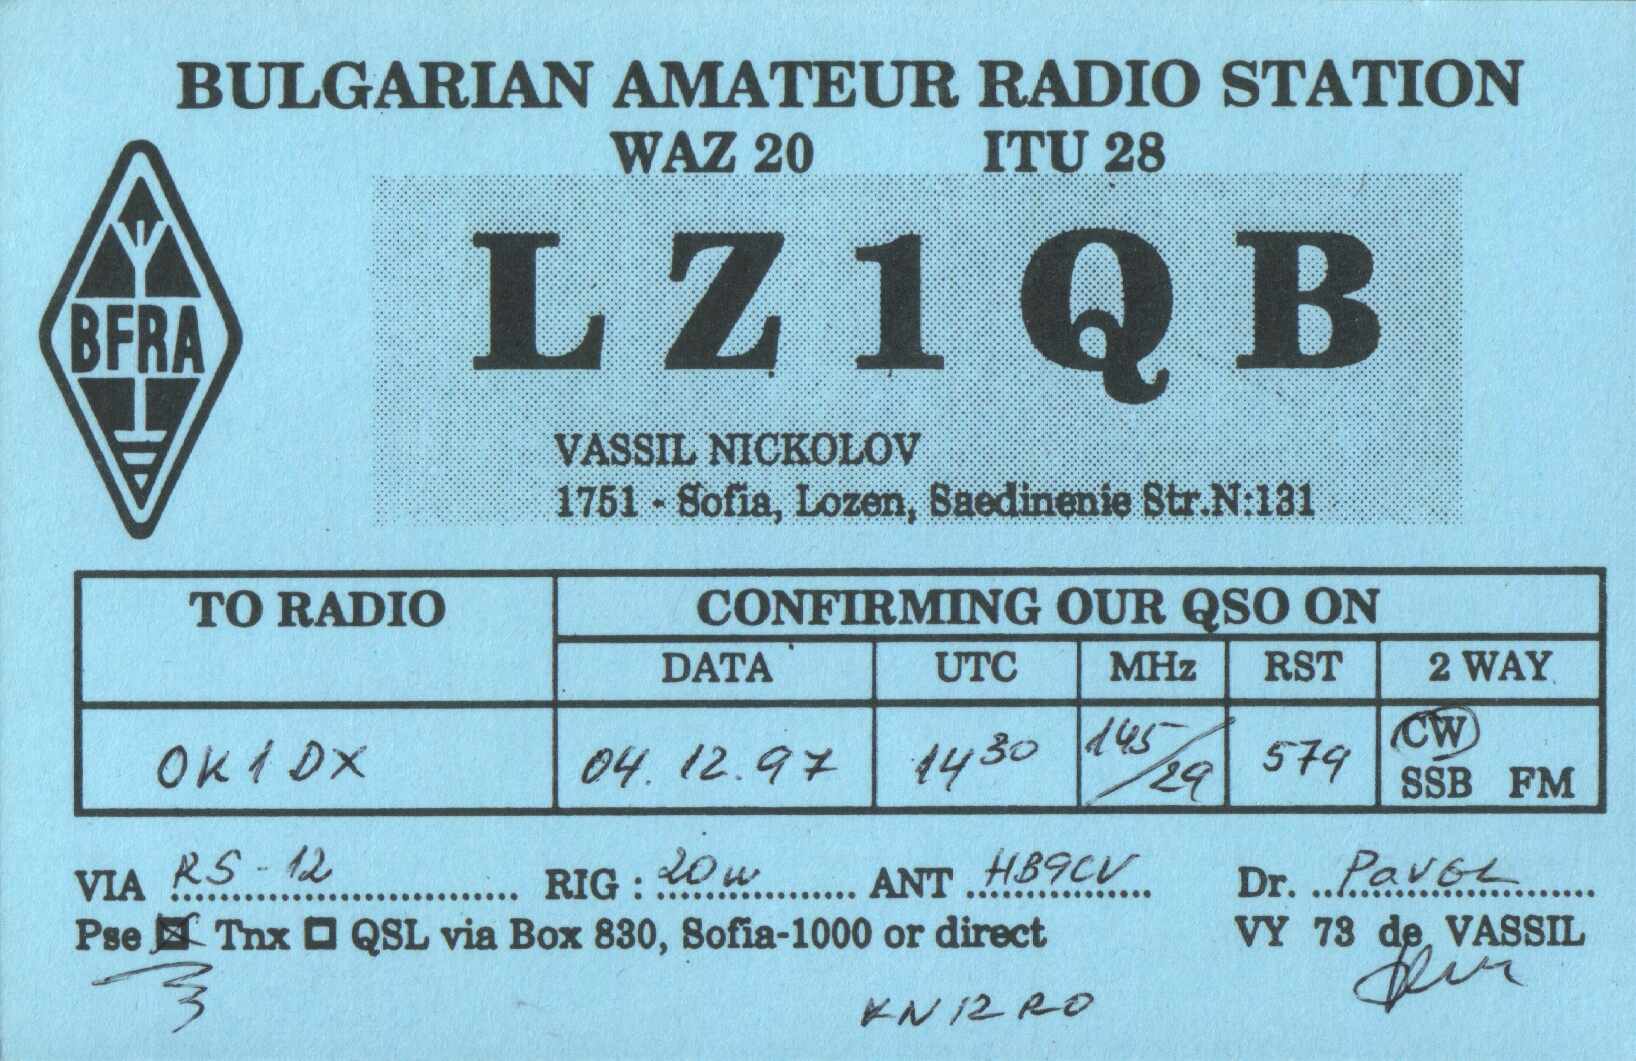 BULGARIAN AMATEUR RADIO STATION
WAZ 20 ITU 28
BFRA
LZ1QB
VASSIL NICKOLOV
1751 - Sofia, Lozen, Saedinenie Str.N:131
TO RADIO CONFIRMING OUR QSO ON
DATA UTC MHz RST 2 WAY
OK1DX 04.12.97 14 30 145/29 579 CW
SSB FM
VIA RS-12 RIG : 20w ANT HB9CV Dr. Pavel
Pse Tnx QSL via Box 830, Sofia-1000 or direct VY 73 de VASSIL
KN12RO